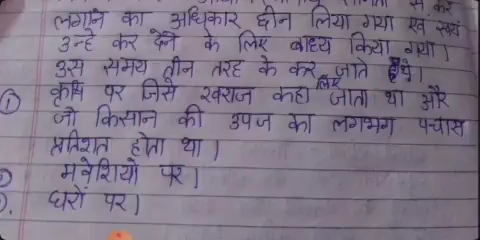 से कर
लगाने का अधिकार छीन लिया गया एवं स्वयं
उन्हें कर देने के लिए बाध्य किया गया।
उस समय तीन तरह के कर लिए जाते थे।
① कृषि पर जिसे खराज कहा जाता था और
जो किसान की उपज का लगभग पचास
प्रतिशत होता था।
मवेशियो पर।
घरों पर।